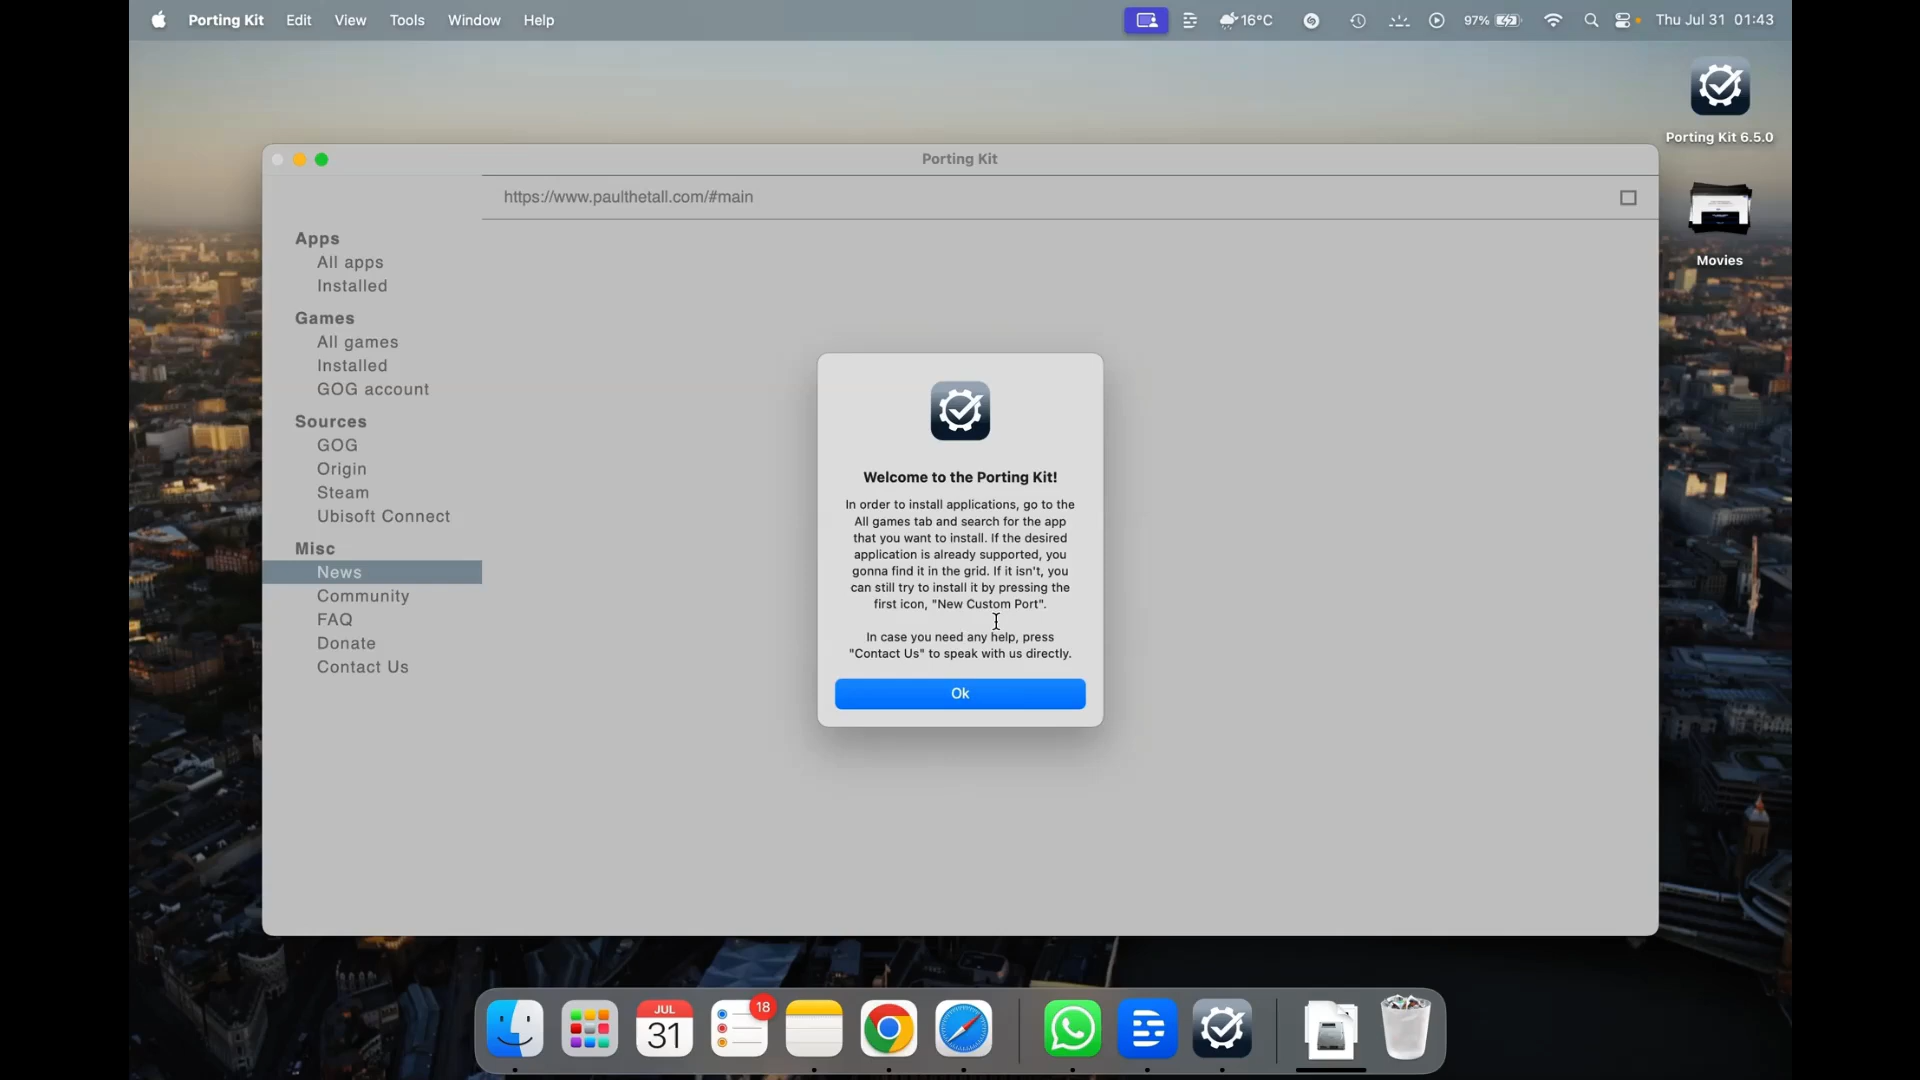 Porting Kit Edit View Tools Window Help 16°C 97% Thu Jul 31 01:43
Porting Kit 6.5.0
Movies
Porting Kit
https://www.paulthetall.com/#main
Apps
All apps
Installed
Games
All games
Installed
GOG account
Sources
GOG
Origin
Steam
Ubisoft Connect
Misc
News
Community
FAQ
Donate
Contact Us
Welcome to the Porting Kit!
In order to install applications, go to the
All games tab and search for the app
that you want to install. If the desired
application is already supported, you
gonna find it in the grid. If it isn't, you
can still try to install it by pressing the
first icon, "New Custom Port".
In case you need any help, press
"Contact Us" to speak with us directly.
Ok
JUL
31
18